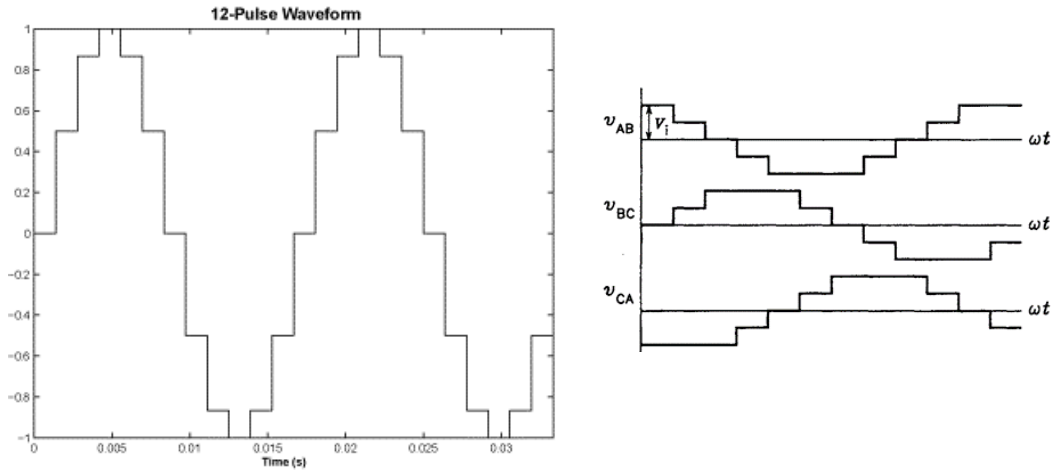 12-Pulse Waveform
1
0.8
0.6
0.4
0.2
0
−0.2
−0.4
−0.6
−0.8
−1
0 0.005 0.01 0.015 0.02 0.025 0.03
Time (s)
v_AB V_i ωt
v_BC ωt
v_CA ωt